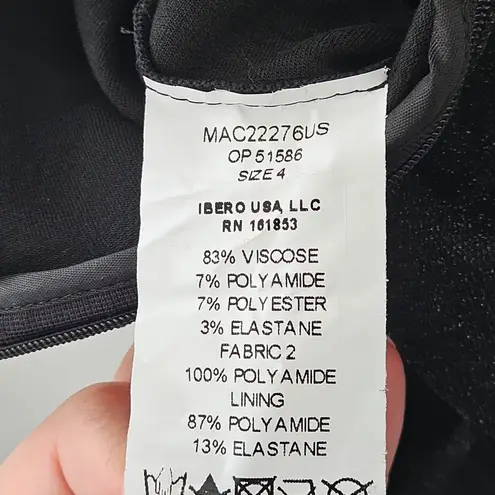 MAC22276US
OP 51586
SIZE 4
IBERO USA, LLC
RN 161853
83% VISCOSE
7% POLYAMIDE
7% POLYESTER
3% ELASTANE
FABRIC 2
100% POLYAMIDE
LINING
87% POLYAMIDE
13% ELASTANE